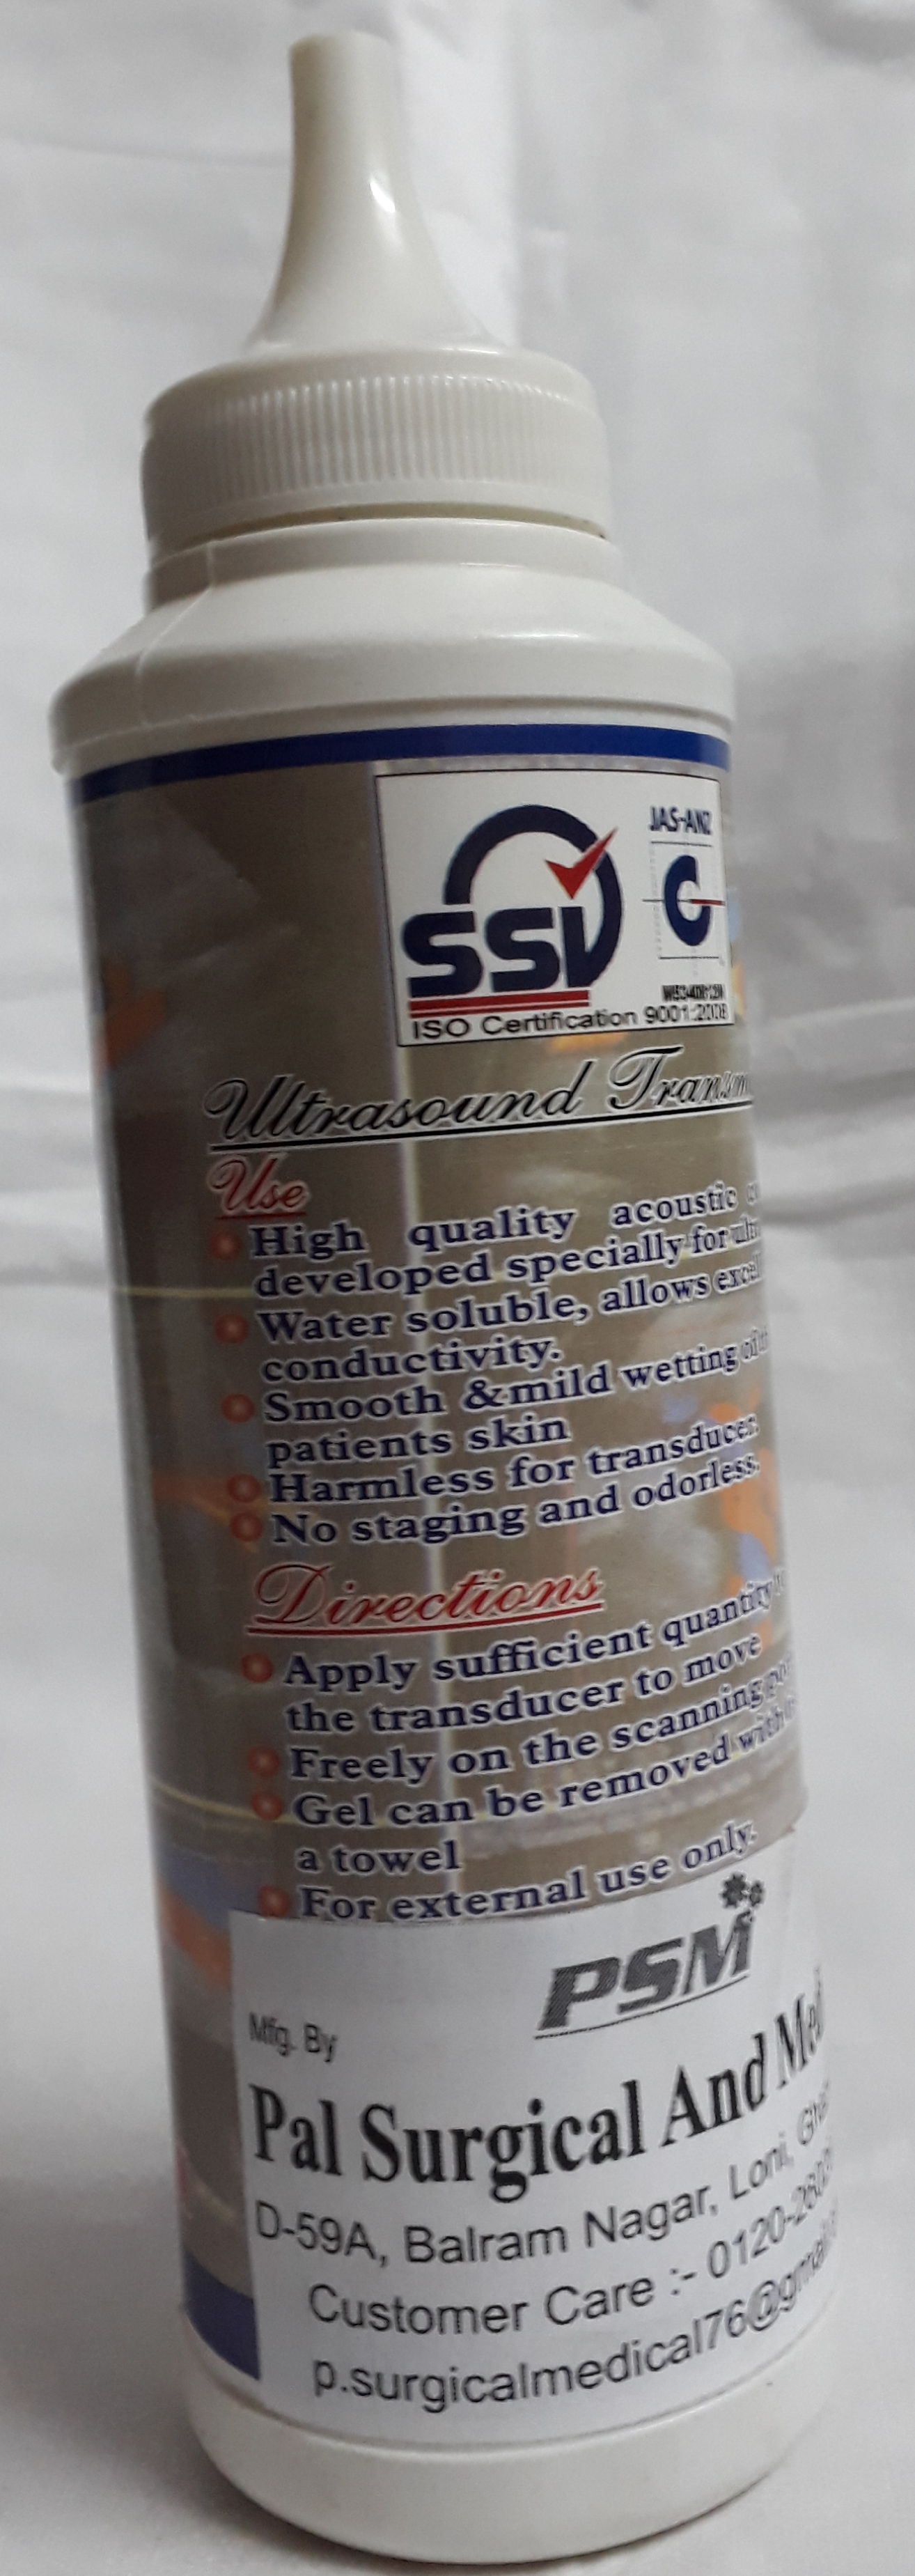 SSV
JAS-ANZ
ISO Certification 9001:2008
Ultrasound
Use
High quality acoustic
developed specially for
Water soluble, allows
conductivity.
Smooth &mild wetting
patients skin
Harmless for transducer.
No staging and odorless.
Directions
Apply sufficient quantity
the transducer to move
Freely on the scanning
Gel can be removed with
a towel
For external use only.
PSM
Mfg. By
Pal Surgical And
D-59A, Balram Nagar, Loni,
Customer Care :- 0120-
p.surgicalmedical76@